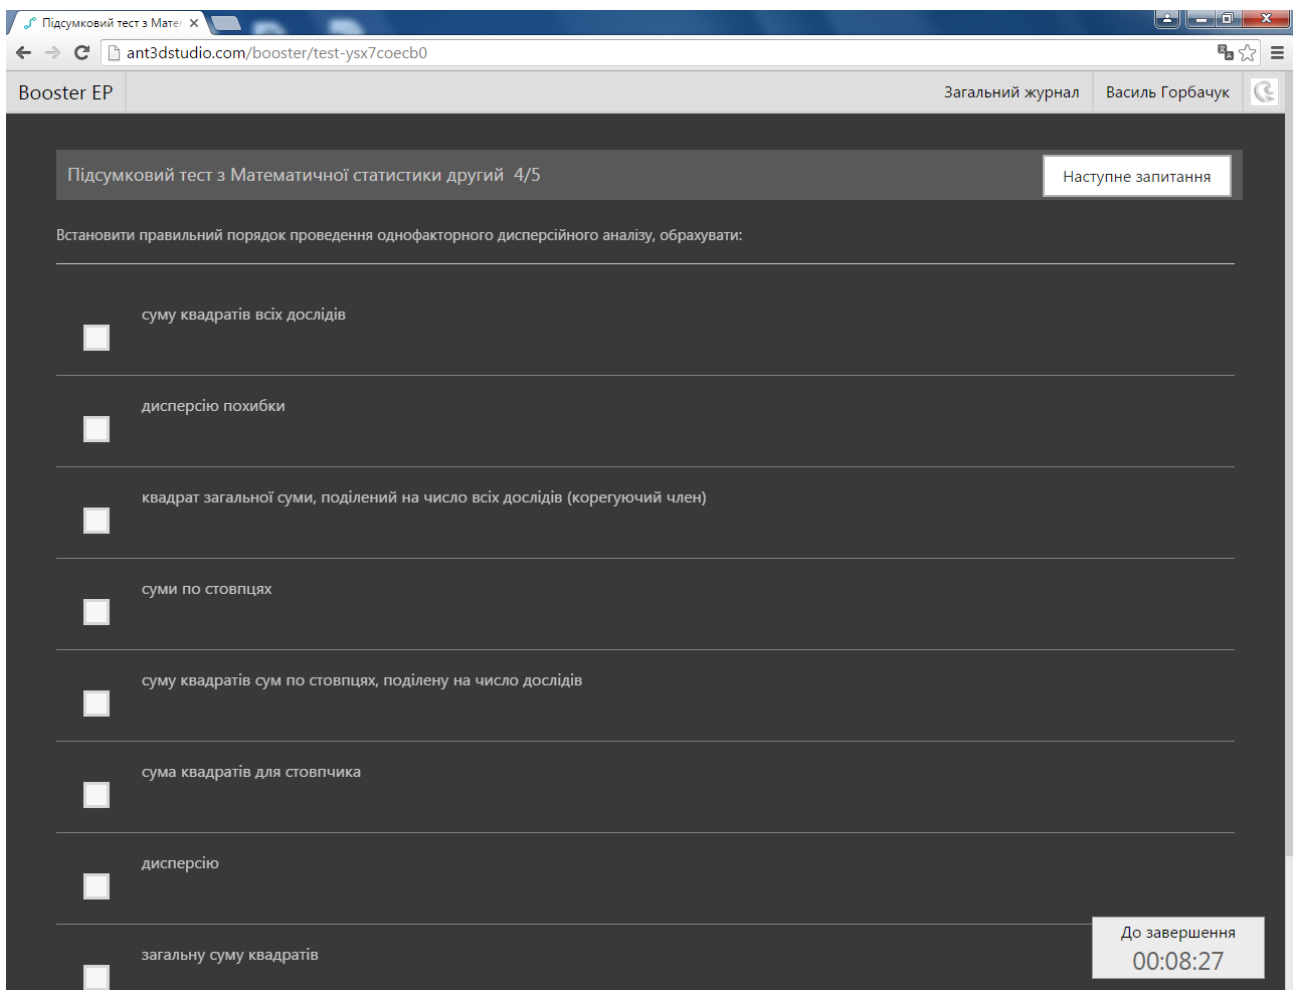 Підсумковий тест з Мате
ant3dstudio.com/booster/test-ysx7coecb0
Booster EP
Загальний журнал
Василь Горбачук
Підсумковий тест з Математичної статистики другий 4/5
Наступне запитання
Встановити правильний порядок проведення однофакторного дисперсійного аналізу, обрахувати:
суму квадратів всіх дослідів
дисперсію похибки
квадрат загальної суми, поділений на число всіх дослідів (корегуючий член)
суми по стовпцях
суму квадратів сум по стовпцях, поділену на число дослідів
сума квадратів для стовпчика
дисперсію
загальну суму квадратів
До завершення
00:08:27